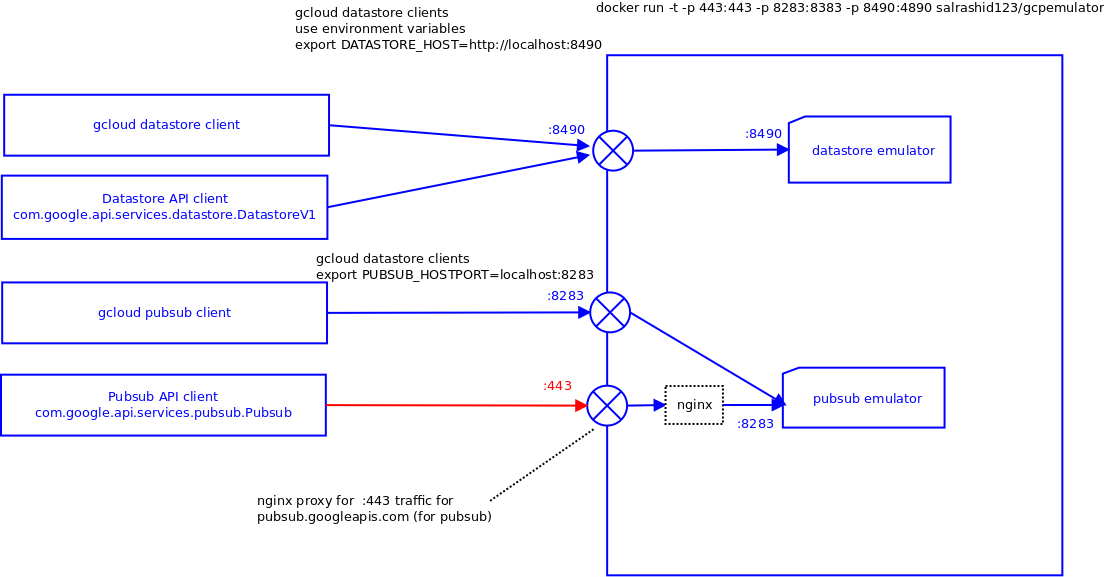 docker run -t -p 443:443 -p 8283:8383 -p 8490:4890 salrashid123/gcpemulator
gcloud datastore clients
use environment variables
export DATASTORE_HOST=http://localhost:8490
gcloud datastore client
:8490
:8490
datastore emulator
Datastore API client
com.google.api.services.datastore.DatastoreV1
gcloud datastore clients
export PUBSUB_HOSTPORT=localhost:8283
:8283
gcloud pubsub client
:443
Pubsub API client
com.google.api.services.pubsub.Pubsub
nginx
pubsub emulator
:8283
nginx proxy for  :443 traffic for
pubsub.googleapis.com (for pubsub)